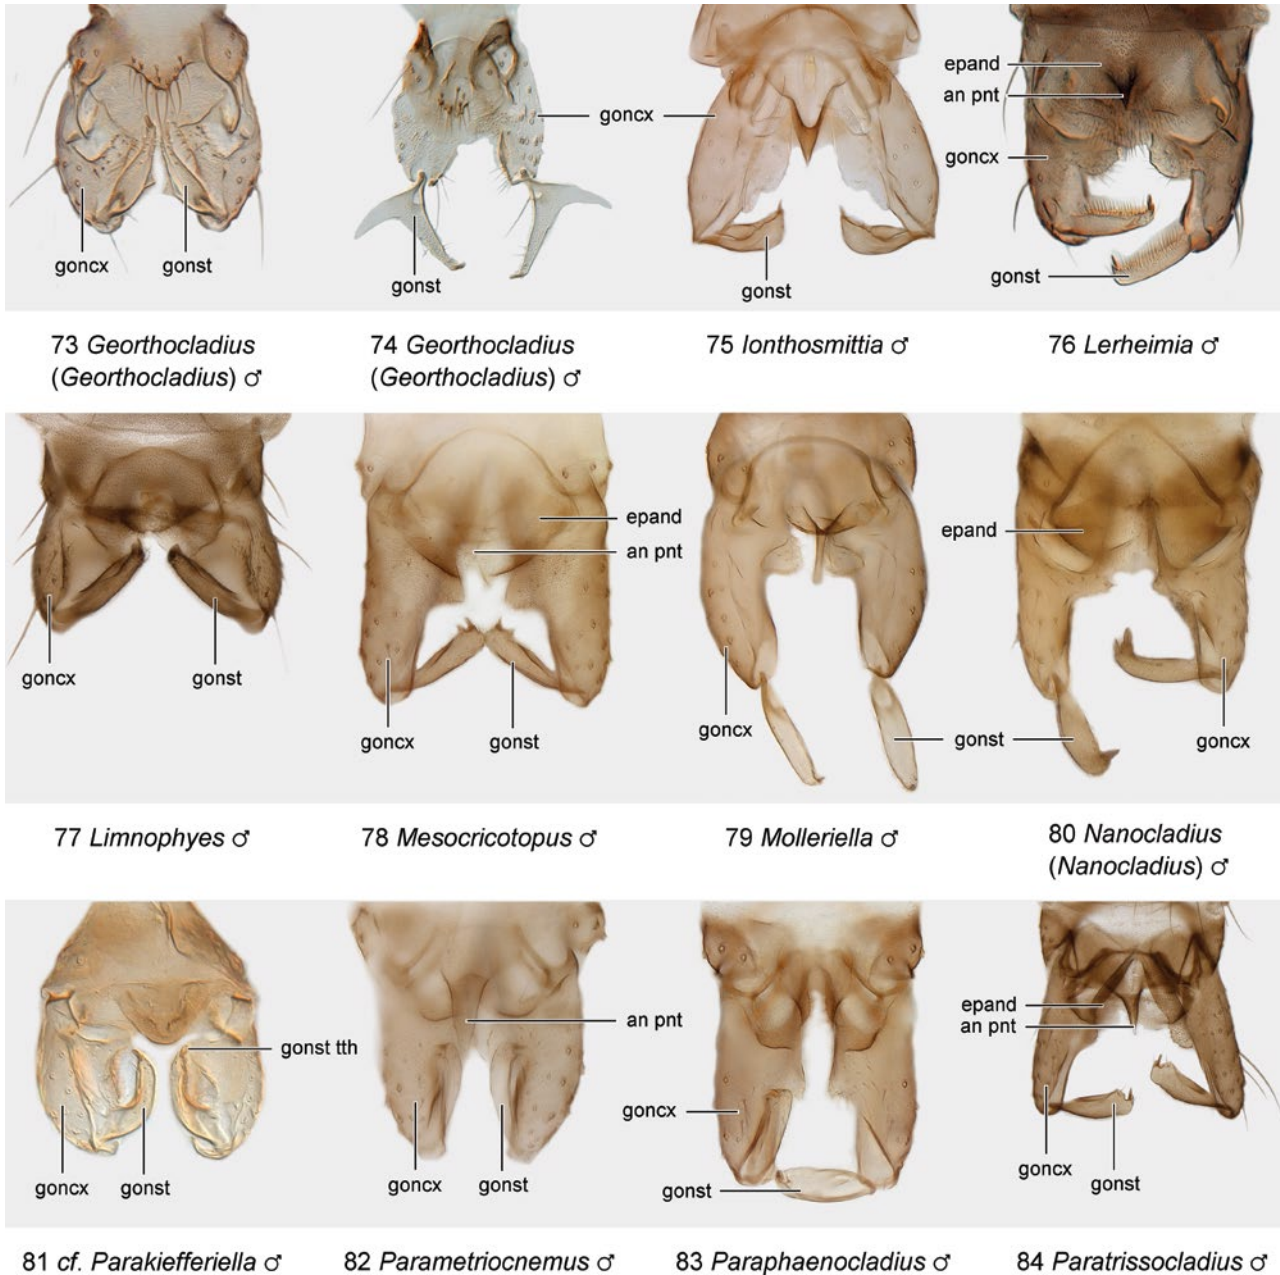 epand
an pnt
goncx
goncx
goncx
gonst
gonst
gonst
gonst
73 Georthocladius
(Georthocladius) ♂
74 Georthocladius
(Georthocladius) ♂
75 Ionthosmittia ♂
76 Lerheimia ♂
epand
an pnt
epand
goncx
gonst
goncx
gonst
goncx
gonst
goncx
77 Limnophyes ♂
78 Mesocricotopus ♂
79 Molleriella ♂
80 Nanocladius
(Nanocladius) ♂
epand
an pnt
an pnt
gonst tth
goncx
goncx
gonst
goncx
gonst
gonst
goncx
gonst
81 cf. Parakiefferiella ♂
82 Parametriocnemus ♂
83 Paraphaenocladius ♂
84 Paratrissocladius ♂